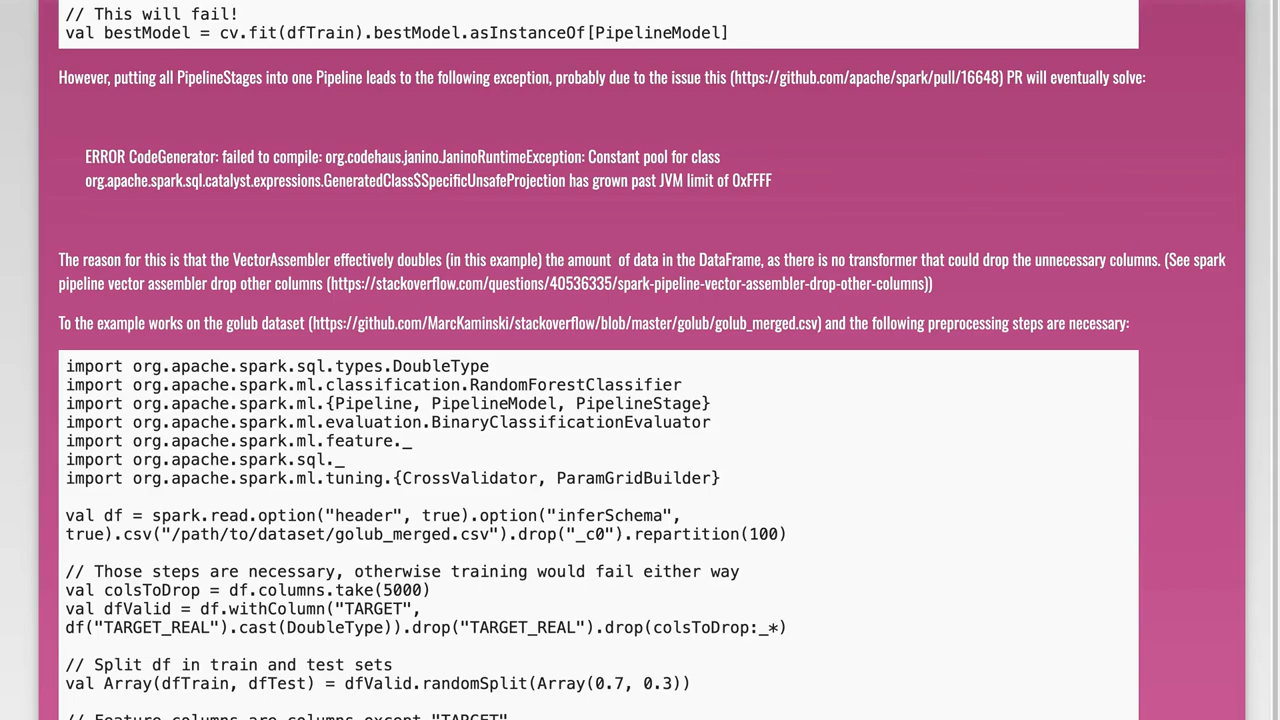 // This will fail!
val bestModel = cv.fit(dfTrain).bestModel.asInstanceOf[PipelineModel]
However, putting all PipelineStages into one Pipeline leads to the following exception, probably due to the issue this (https://github.com/apache/spark/pull/16648) PR will eventually solve:
ERROR CodeGenerator: failed to compile: org.codehaus.janino.JaninoRuntimeException: Constant pool for class
org.apache.spark.sql.catalyst.expressions.GeneratedClass$SpecificUnsafeProjection has grown past JVM limit of 0xFFFF
The reason for this is that the VectorAssembler effectively doubles (in this example) the amount of data in the DataFrame, as there is no transformer that could drop the unnecessary columns. (See spark
pipeline vector assembler drop other columns (https://stackoverflow.com/questions/40536335/spark-pipeline-vector-assembler-drop-other-columns))
To the example works on the golub dataset (https://github.com/MarcKaminski/stackoverflow/blob/master/golub/golub_merged.csv) and the following preprocessing steps are necessary:
import org.apache.spark.sql.types.DoubleType
import org.apache.spark.ml.classification.RandomForestClassifier
import org.apache.spark.ml.{Pipeline, PipelineModel, PipelineStage}
import org.apache.spark.ml.evaluation.BinaryClassificationEvaluator
import org.apache.spark.ml.feature._
import org.apache.spark.sql._
import org.apache.spark.ml.tuning.{CrossValidator, ParamGridBuilder}
val df = spark.read.option("header", true).option("inferSchema",
true).csv("/path/to/dataset/golub_merged.csv").drop("_c0").repartition(100)
// Those steps are necessary, otherwise training would fail either way
val colsToDrop = df.columns.take(5000)
val dfValid = df.withColumn("TARGET",
df("TARGET_REAL").cast(DoubleType)).drop("TARGET_REAL").drop(colsToDrop:_*)
// Split df in train and test sets
val Array(dfTrain, dfTest) = dfValid.randomSplit(Array(0.7, 0.3))
// Feature columns are columns except "TARGET"